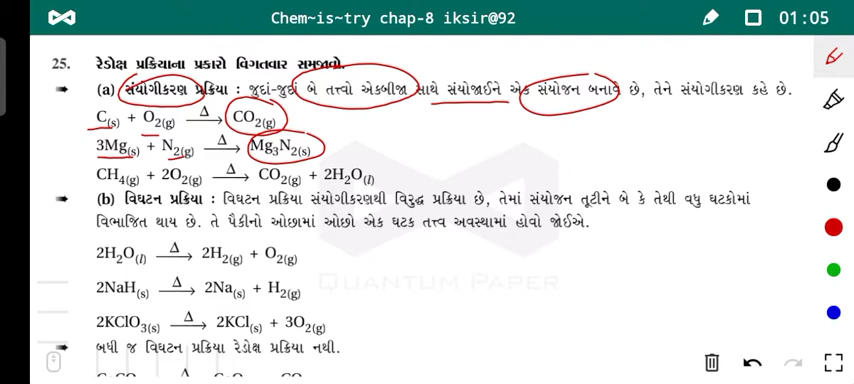 Chem~is~try chap-8 iksir@92
01:05
25. રેડોક્ષ પ્રક્રિયાના પ્રકારો વિગતવાર સમજાવો.
(a) સંયોગીકરણ પ્રક્રિયા : જુદાં-જુદાં બે તત્ત્વો એકબીજા સાથે સંયોજાઈને એક સંયોજન બનાવે છે, તેને સંયોગીકરણ કહે છે.
C(s) + O2(g) —Δ→ CO2(g)
3Mg(s) + N2(g) —Δ→ Mg3N2(s)
CH4(g) + 2O2(g) —Δ→ CO2(g) + 2H2O(l)
(b) વિઘટન પ્રક્રિયા : વિઘટન પ્રક્રિયા સંયોગીકરણથી વિરુદ્ધ પ્રક્રિયા છે, તેમાં સંયોજન તૂટીને બે કે તેથી વધુ ઘટકોમાં
વિભાજિત થાય છે. તે પૈકીનો ઓછામાં ઓછો એક ઘટક તત્ત્વ અવસ્થામાં હોવો જોઈએ.
2H2O(l) —Δ→ 2H2(g) + O2(g)
2NaH(s) —Δ→ 2Na(s) + H2(g)
QUANTUM PAPER
2KClO3(s) —Δ→ 2KCl(s) + 3O2(g)
બધી જ વિઘટન પ્રક્રિયા રેડોક્ષ પ્રક્રિયા નથી.